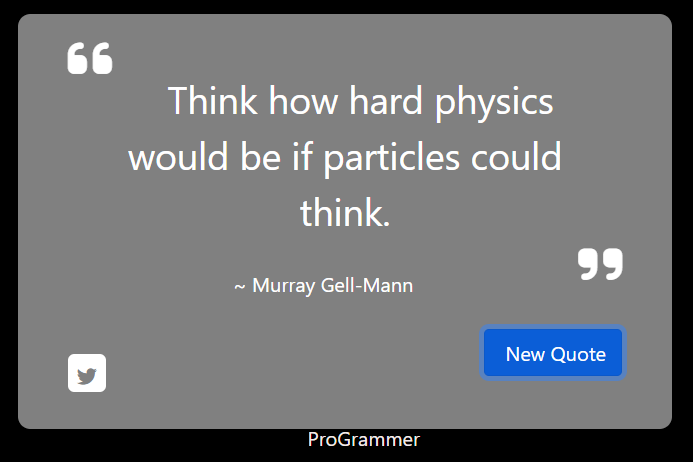 “
Think how hard physics
would be if particles could
think.
”
~ Murray Gell-Mann
New Quote
ProGrammer